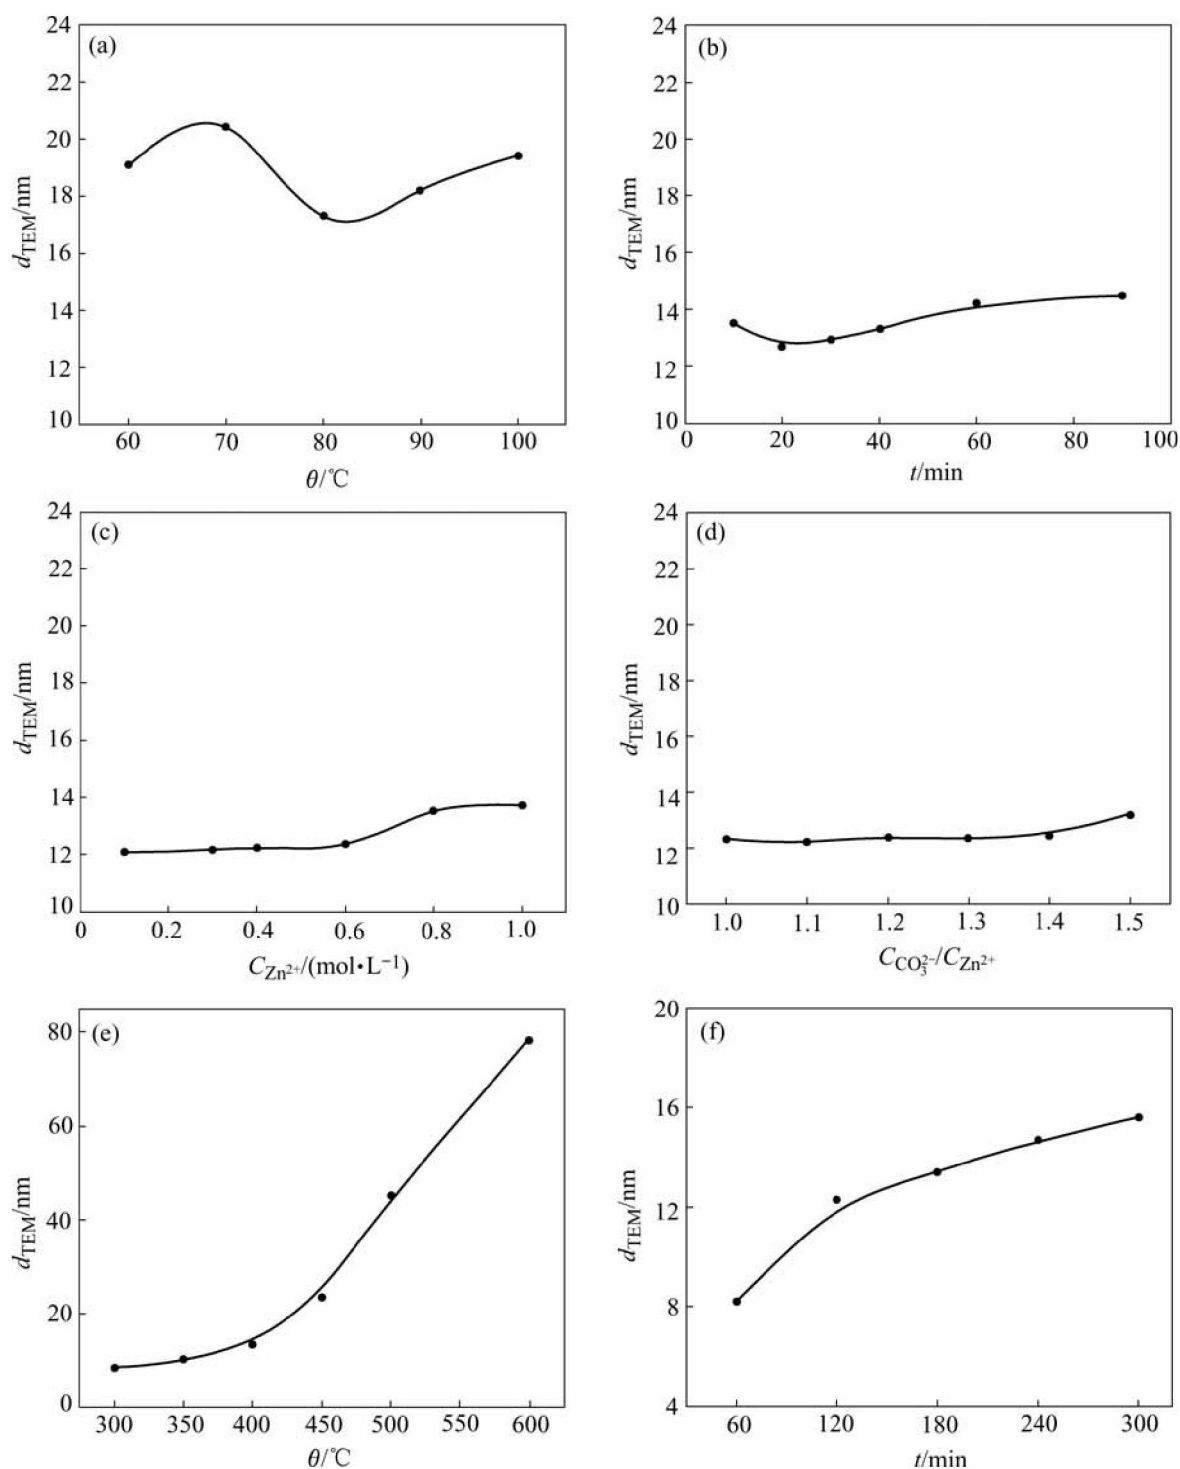 (a)
24
22
20
18
16
14
12
10
d_TEM/nm
60 70 80 90 100
θ/℃
(b)
24
22
20
18
16
14
12
10
d_TEM/nm
0 20 40 60 80 100
t/min
(c)
24
22
20
18
16
14
12
10
d_TEM/nm
0 0.2 0.4 0.6 0.8 1.0
C_Zn²⁺/(mol•L⁻¹)
(d)
24
22
20
18
16
14
12
10
d_TEM/nm
1.0 1.1 1.2 1.3 1.4 1.5
C_CO₃²⁻/C_Zn²⁺
(e)
80
60
40
20
0
d_TEM/nm
300 350 400 450 500 550 600
θ/℃
(f)
20
16
12
8
4
d_TEM/nm
60 120 180 240 300
t/min